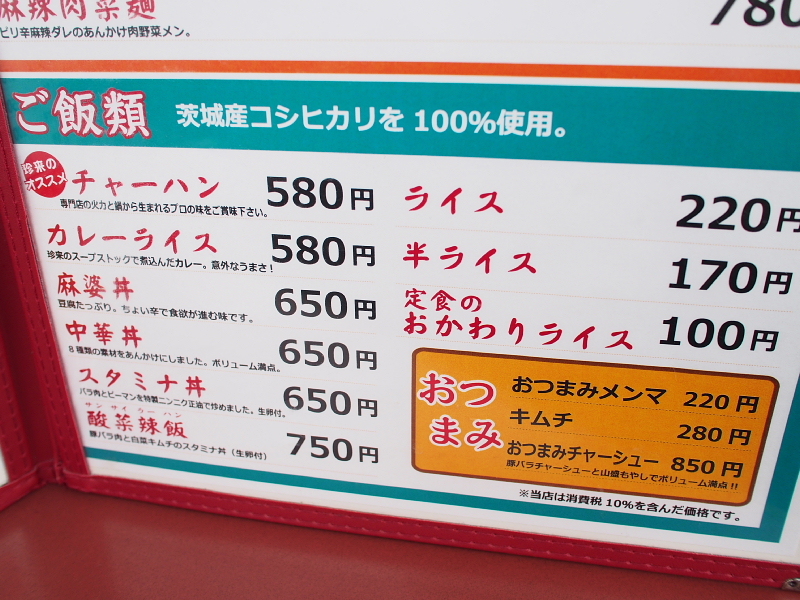 麻辣肉菜麺 780
ピリ辛麻辣ダレのあんかけ肉野菜メン。
ご飯類 茨城産コシヒカリを100%使用。
珍来の
オススメ
チャーハン 580円
専門店の火力と鍋から生まれるプロの味をご賞味下さい。
カレーライス 580円
珍来のスープストックで煮込んだカレー。意外なうまさ!
麻婆丼 650円
豆腐たっぷり。ちょい辛で食欲が進む味です。
中華丼 650円
8種類の素材をあんかけにしました。ボリューム満点。
スタミナ丼 650円
バラ肉とピーマンを特製ニンニク正油で炒めました。生卵付。
サンサイラーハン
酸菜辣飯 750円
豚バラ肉と白菜キムチのスタミナ丼(生卵付)
ライス 220円
半ライス 170円
定食の
おかわりライス 100円
おつ
まみ
おつまみメンマ 220円
キムチ 280円
おつまみチャーシュー 850円
豚バラチャーシューと山盛もやしでボリューム満点!!
※当店は消費税10%を含んだ価格です。